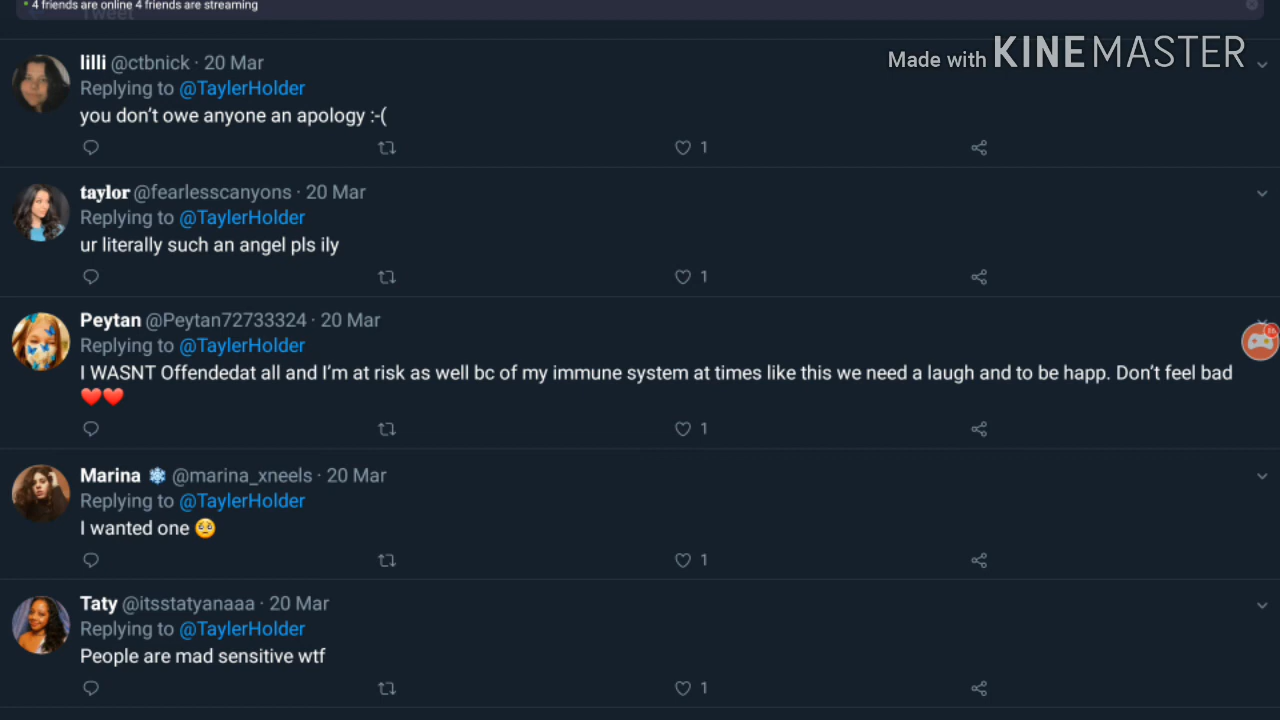 4 friends are online 4 friends are streaming
Tweet
Made with KINEMASTER
lilli @ctbnick · 20 Mar
Replying to @TaylerHolder
you don’t owe anyone an apology :-(
1
taylor @fearlesscanyons · 20 Mar
Replying to @TaylerHolder
ur literally such an angel pls ily
1
Peytan @Peytan72733324 · 20 Mar
Replying to @TaylerHolder
I WASNT Offendedat all and I’m at risk as well bc of my immune system at times like this we need a laugh and to be happ. Don’t feel bad
❤️❤️
1
Marina ❄️ @marina_xneels · 20 Mar
Replying to @TaylerHolder
I wanted one 🥺
1
Taty @itsstatyanaaa · 20 Mar
Replying to @TaylerHolder
People are mad sensitive wtf
1